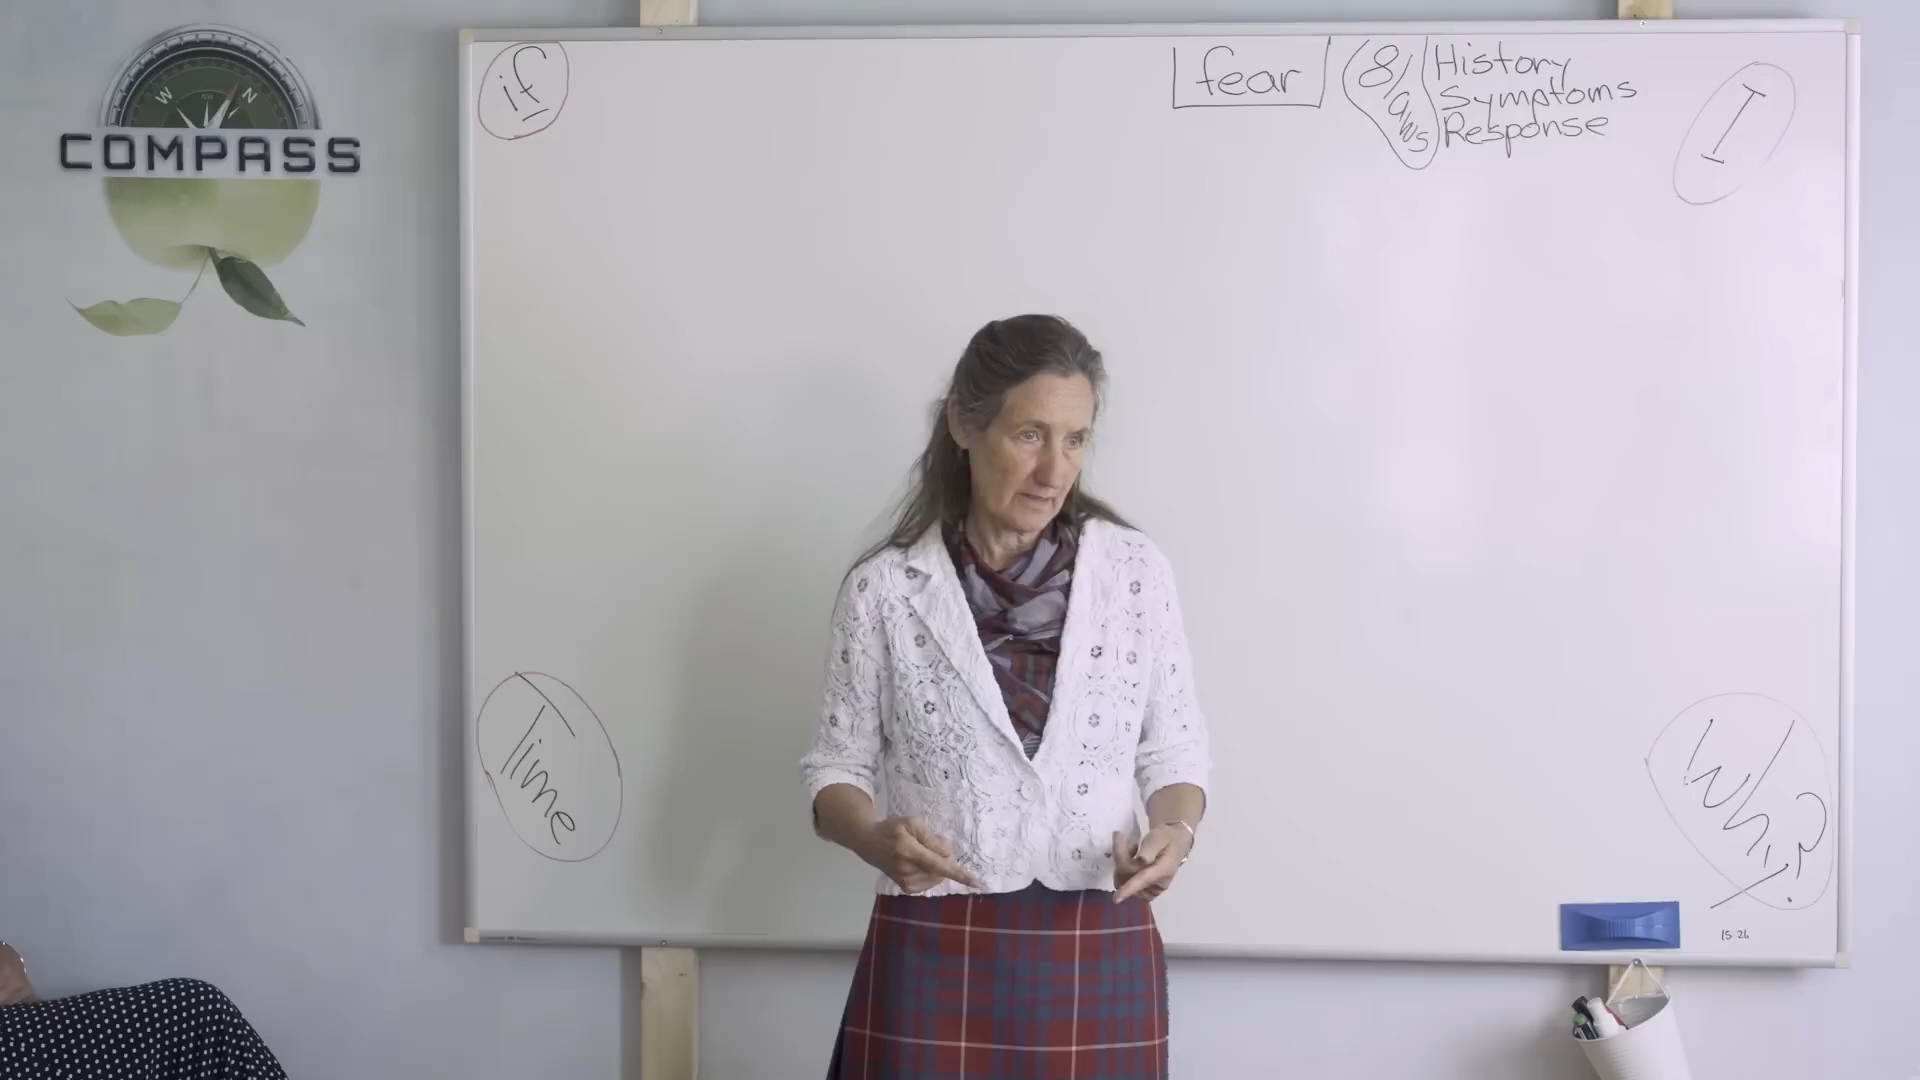 W N
COMPASS
if
fear
8 laws
History
Symptoms
Response
I
Time
Why?
15:26